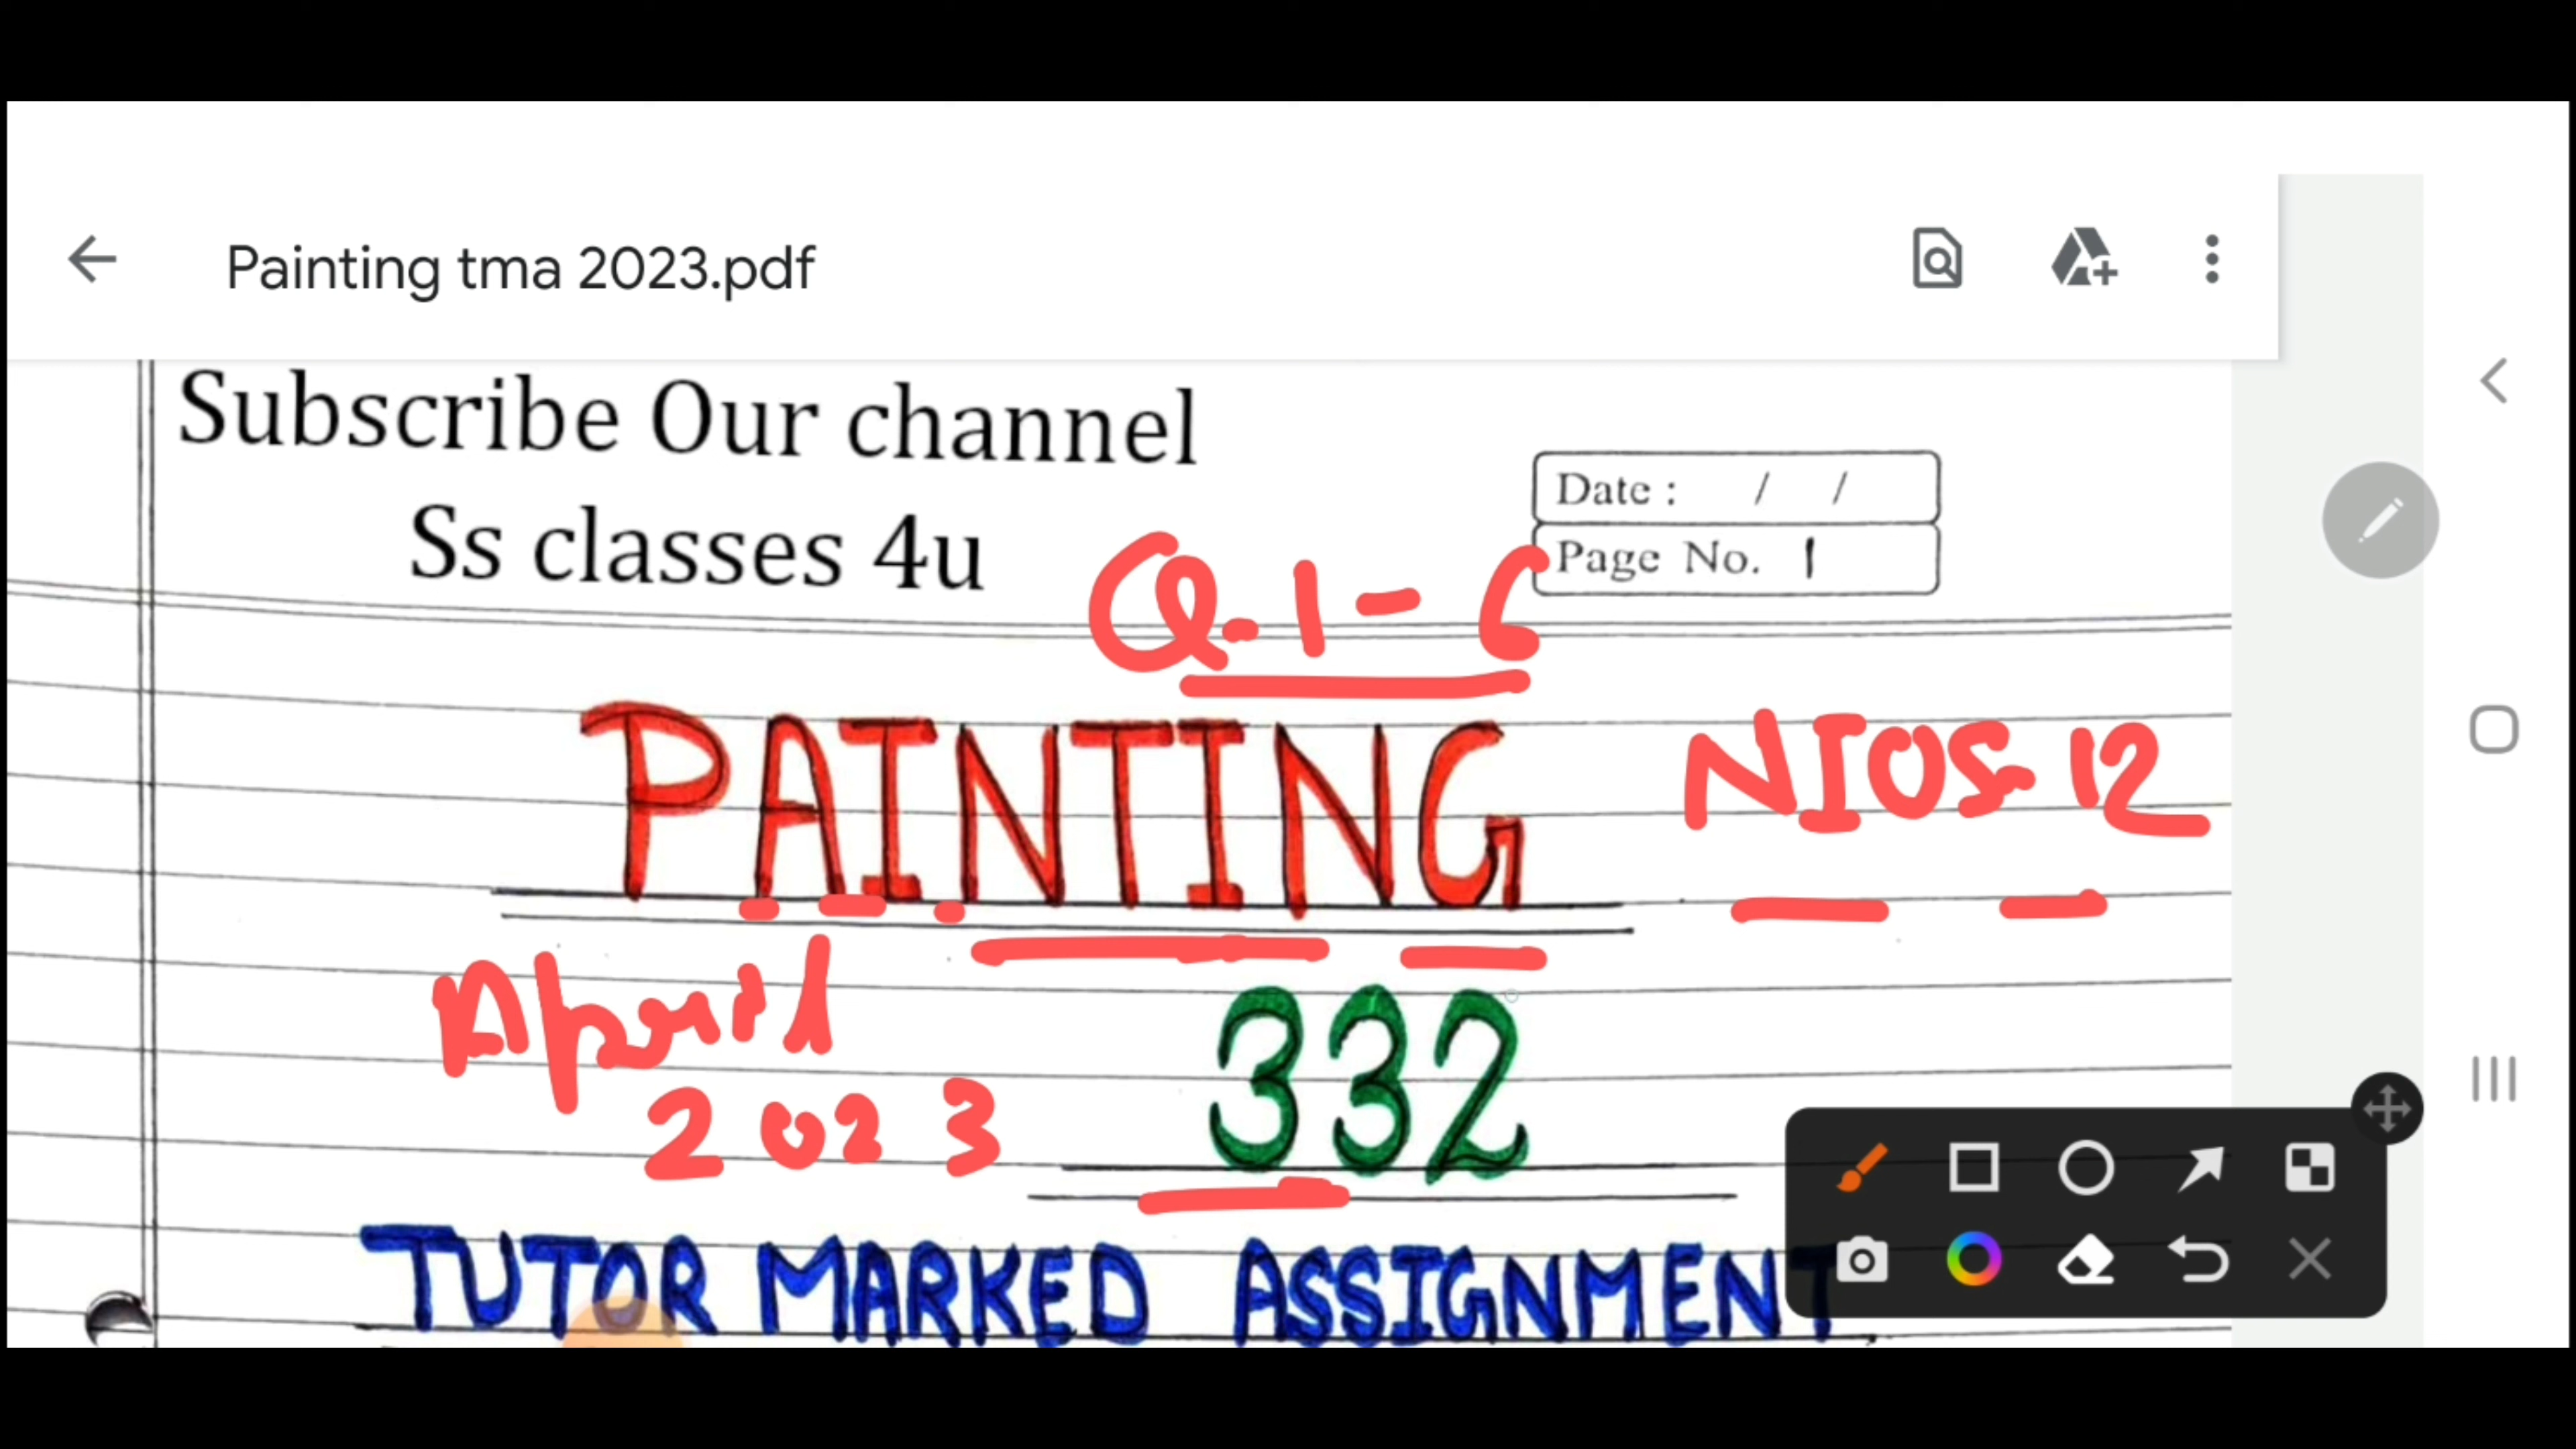 Painting tma 2023.pdf
Subscribe Our channel
Ss classes 4u
Date : / /
Page No. 1
Q.1-6
PAINTING
NIOS 12
April
2023
332
TUTOR MARKED ASSIGNMENT